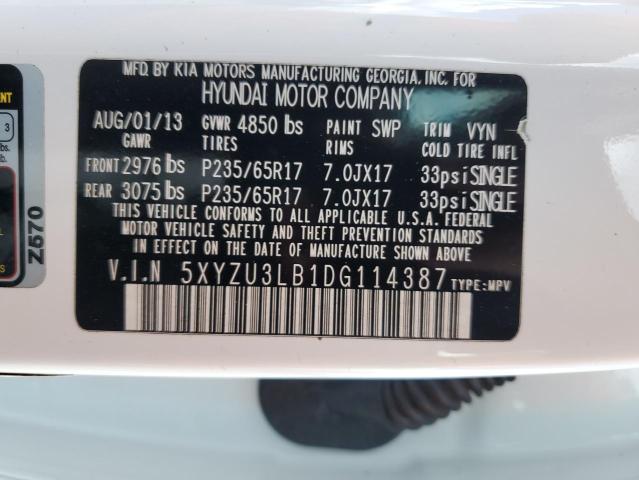 MFD. BY KIA MOTORS MANUFACTURING GEORGIA, INC. FOR
HYUNDAI MOTOR COMPANY
AUG/01/13 GVWR 4850 lbs PAINT SWP TRIM VYN
GAWR TIRES COLD TIRE INFL
FRONT 2976 lbs P235/65R17 7.0JX17 33psi SINGLE
REAR 3075 lbs P235/65R17 7.0JX17 33psi SINGLE
THIS VEHICLE CONFORMS TO ALL APPLICABLE U.S.A. FEDERAL
MOTOR VEHICLE SAFETY AND THEFT PREVENTION STANDARDS
IN EFFECT ON THE DATE OF MANUFACTURE SHOWN ABOVE.
V.I.N 5XYZU3LB1DG114387 TYPE:MPV
3
Z570